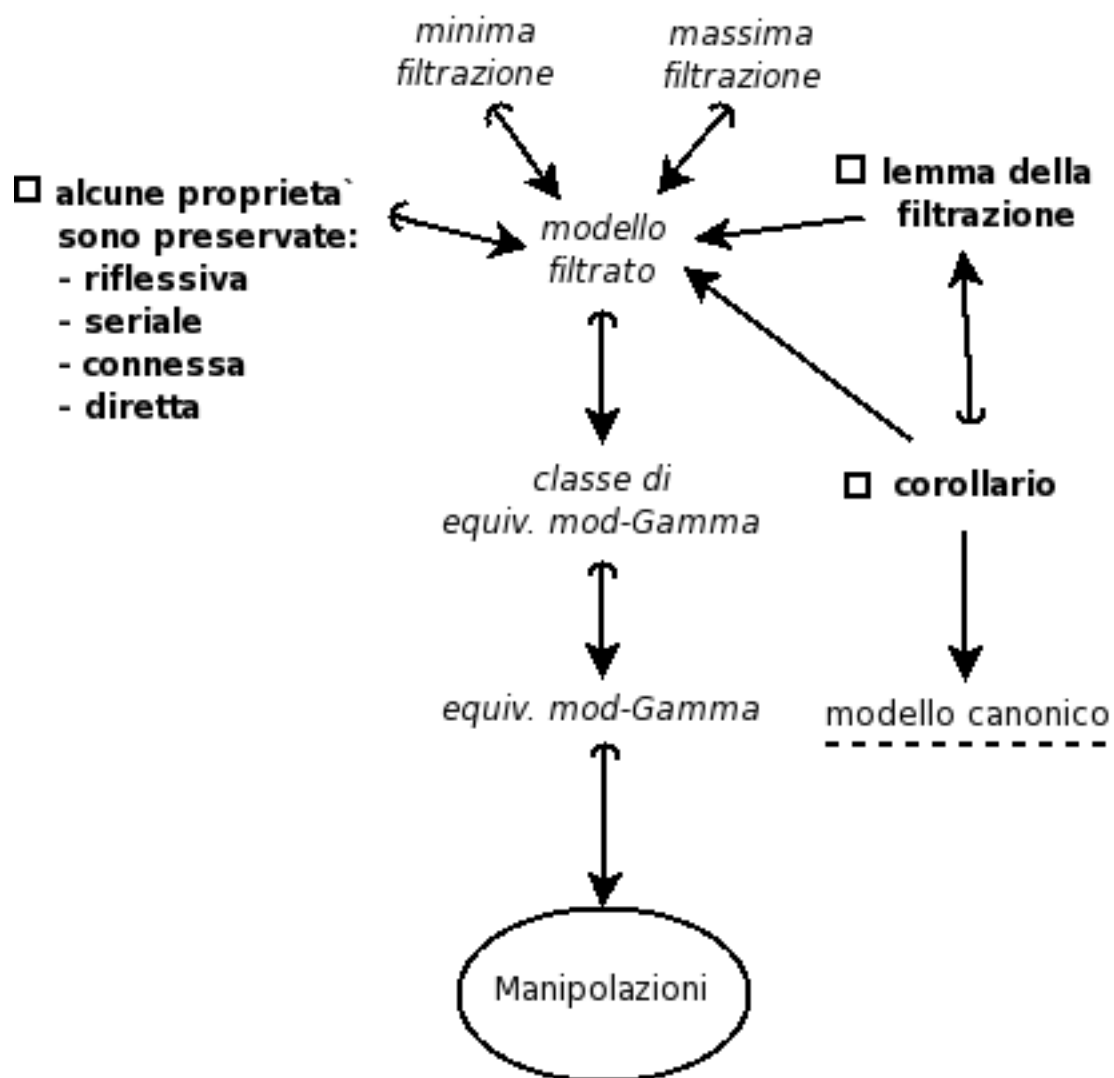 minima
filtrazione
massima
filtrazione
alcune proprieta`
sono preservate:
- riflessiva
- seriale
- connessa
- diretta
modello
filtrato
lemma della
filtrazione
classe di
equiv. mod-Gamma
corollario
equiv. mod-Gamma
modello canonico
Manipolazioni